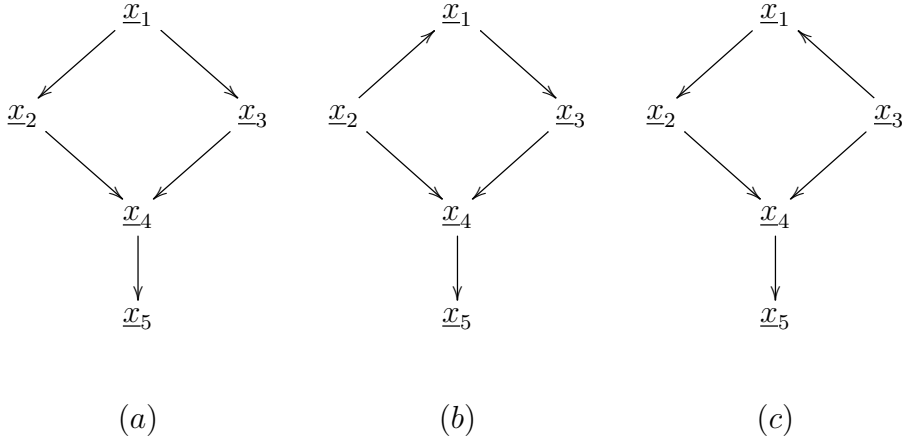 x₁ x₁ x₁
x₂ x₃ x₂ x₃ x₂ x₃
x₄ x₄ x₄
x₅ x₅ x₅
(a) (b) (c)